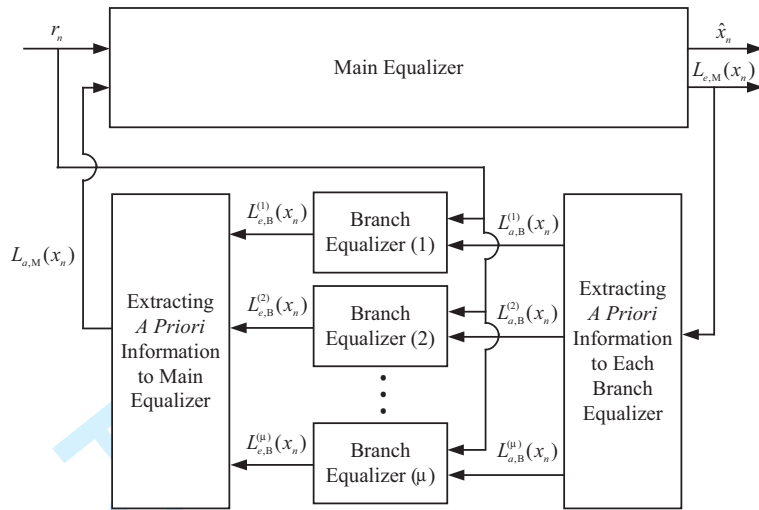 r_n
x̂_n
Main Equalizer
L_{e,M}(x_n)
L_{a,M}(x_n)
L_{e,B}^{(1)}(x_n)
Branch
Equalizer (1)
L_{a,B}^{(1)}(x_n)
L_{e,B}^{(2)}(x_n)
Branch
Equalizer (2)
L_{a,B}^{(2)}(x_n)
Extracting
A Priori
Information
to Main
Equalizer
Extracting
A Priori
Information
to Each
Branch
Equalizer
L_{e,B}^{(μ)}(x_n)
Branch
Equalizer (μ)
L_{a,B}^{(μ)}(x_n)